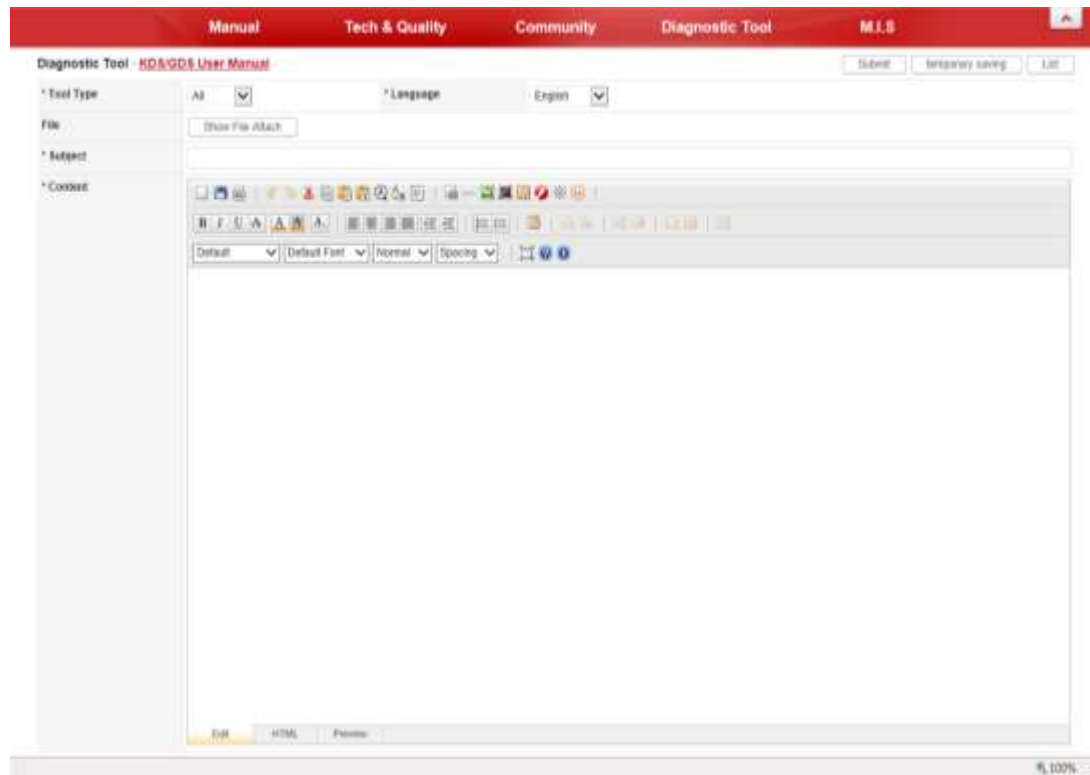 Manual Tech & Quality Community Diagnostic Tool M.I.S
Diagnostic Tool KDS/GDS User Manual Submit temporary saving List
* Tool Type All * Language English
File Show File Attach
* Subject
* Content
B I U A A A A
Default Default Font Normal Spacing
Edit HTML Preview
100%